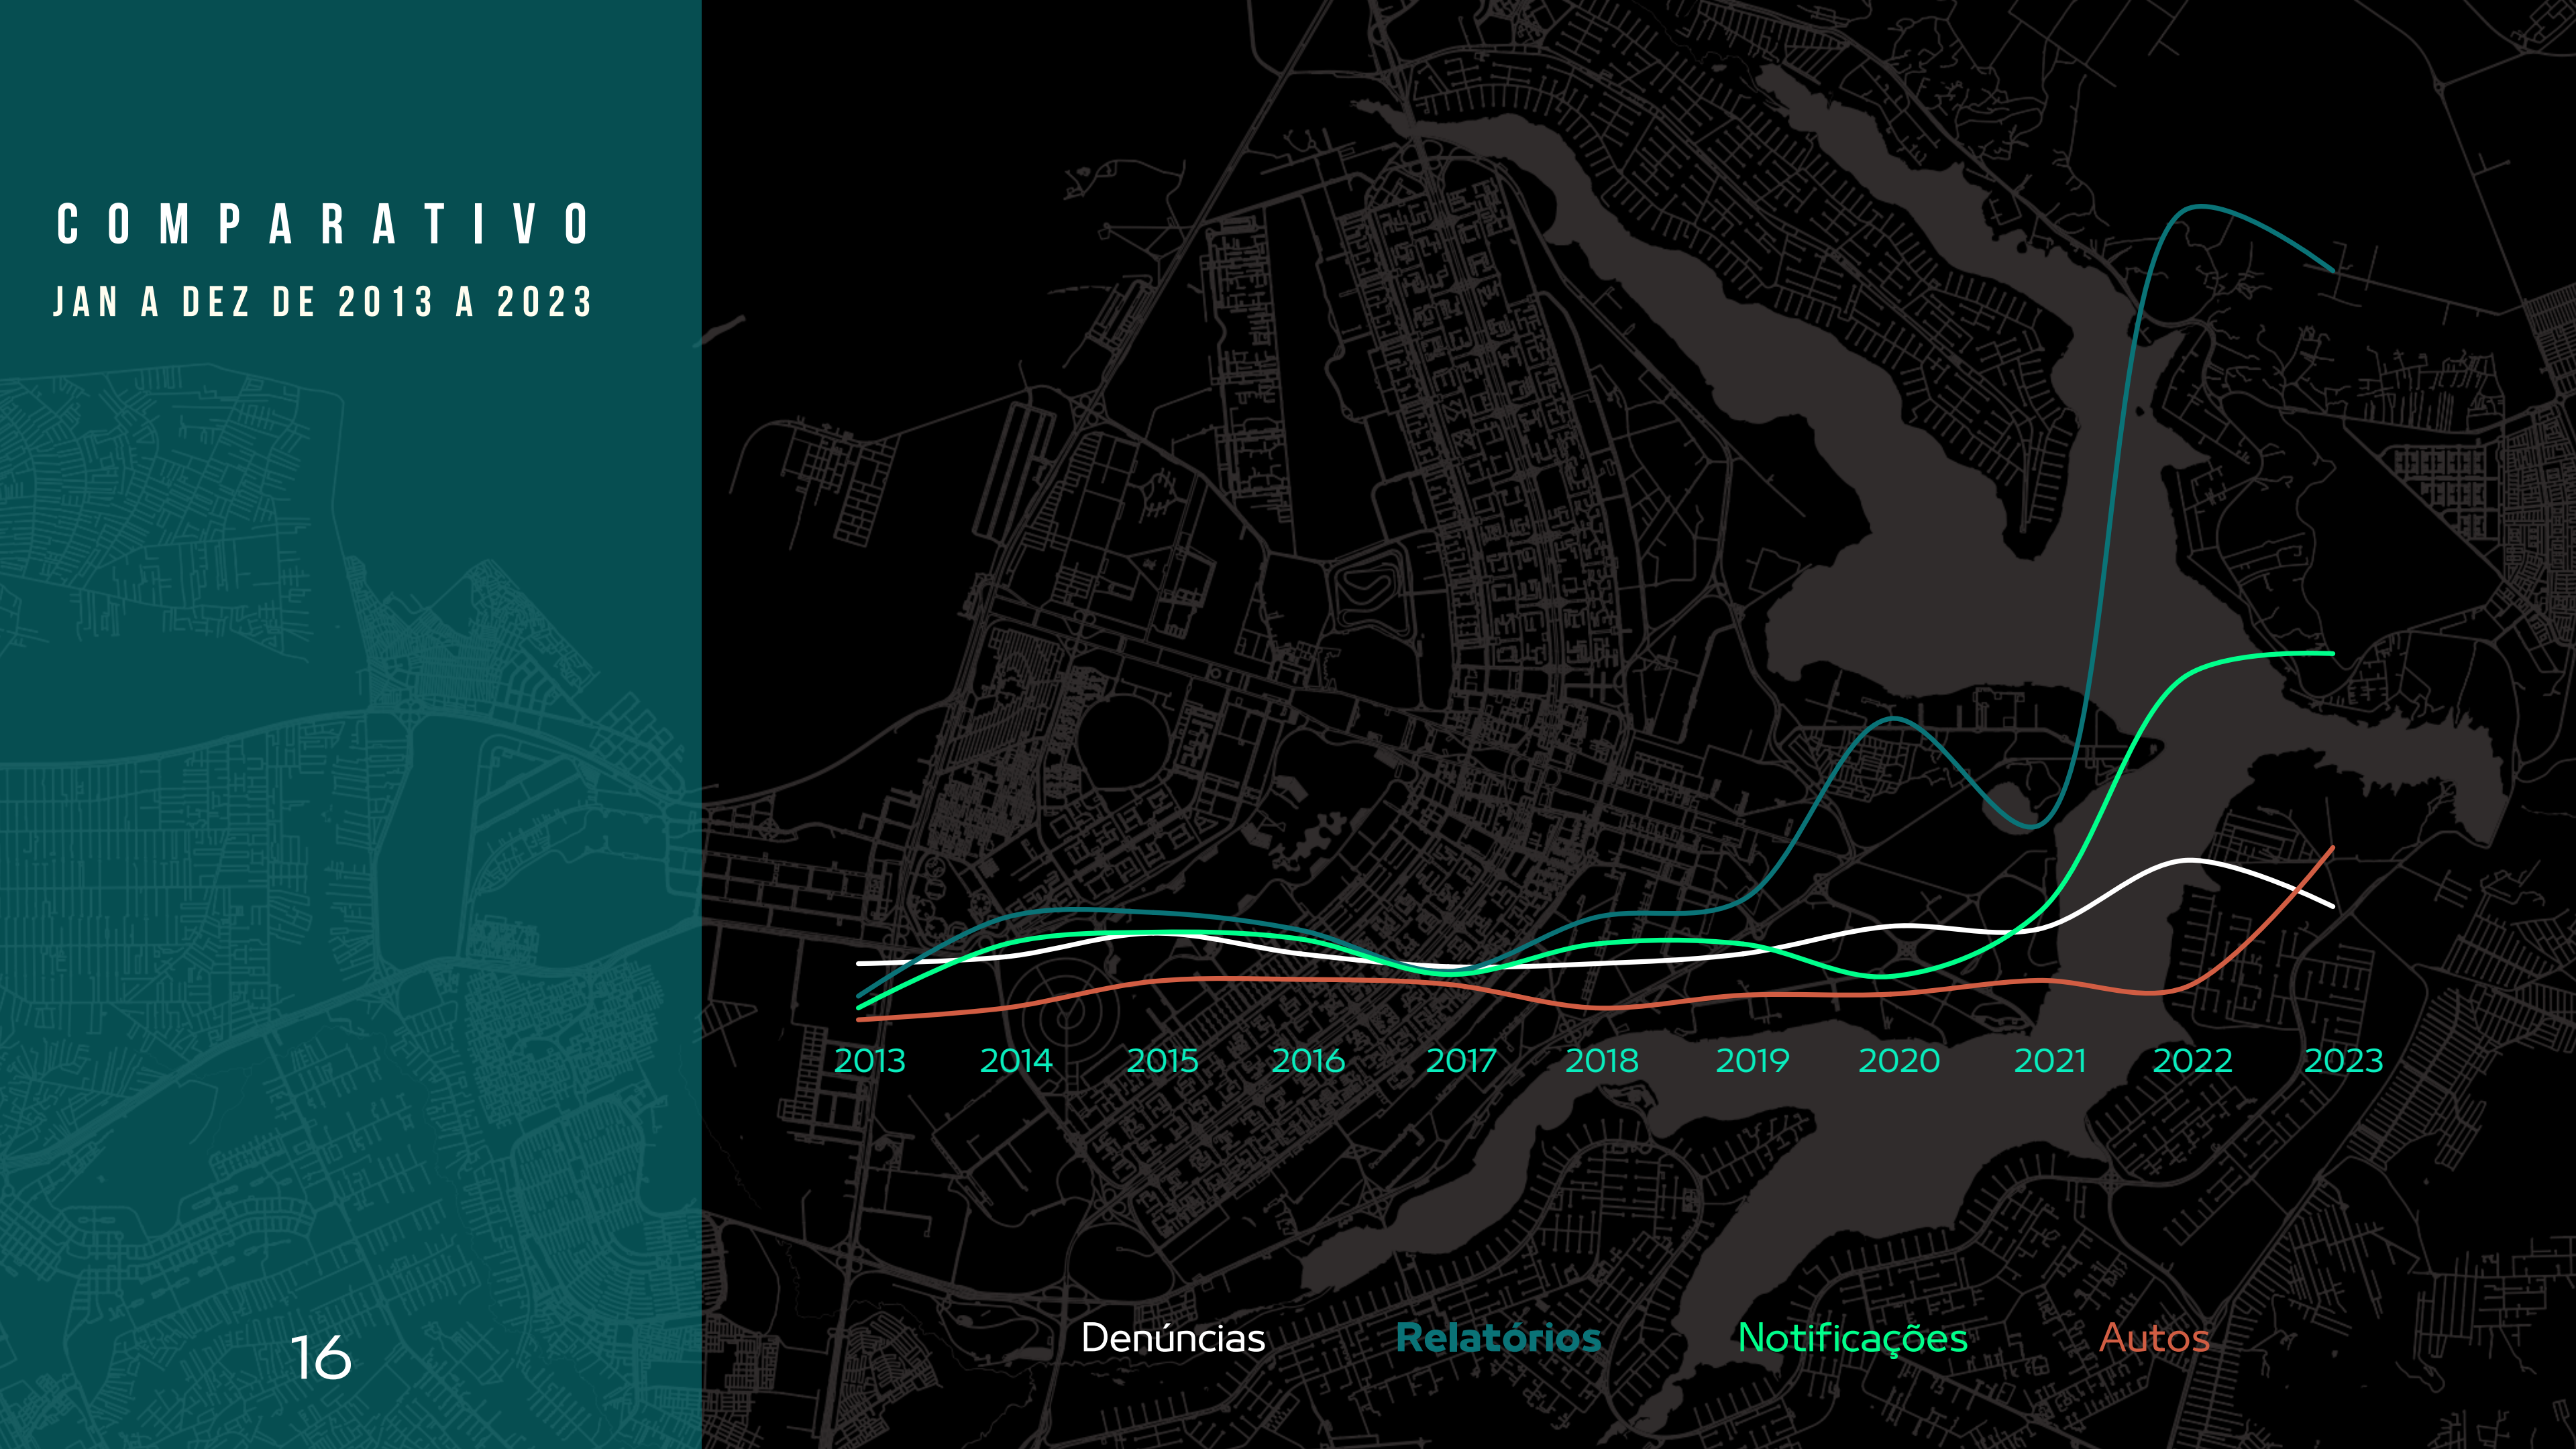 COMPARATIVO
JAN A DEZ DE 2013 A 2023
2013 2014 2015 2016 2017 2018 2019 2020 2021 2022 2023
Denúncias Relatórios Notificações Autos
16